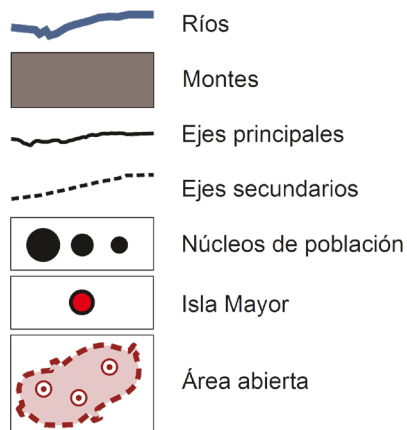 Ríos
Montes
Ejes principales
Ejes secundarios
Núcleos de población
Isla Mayor
Área abierta